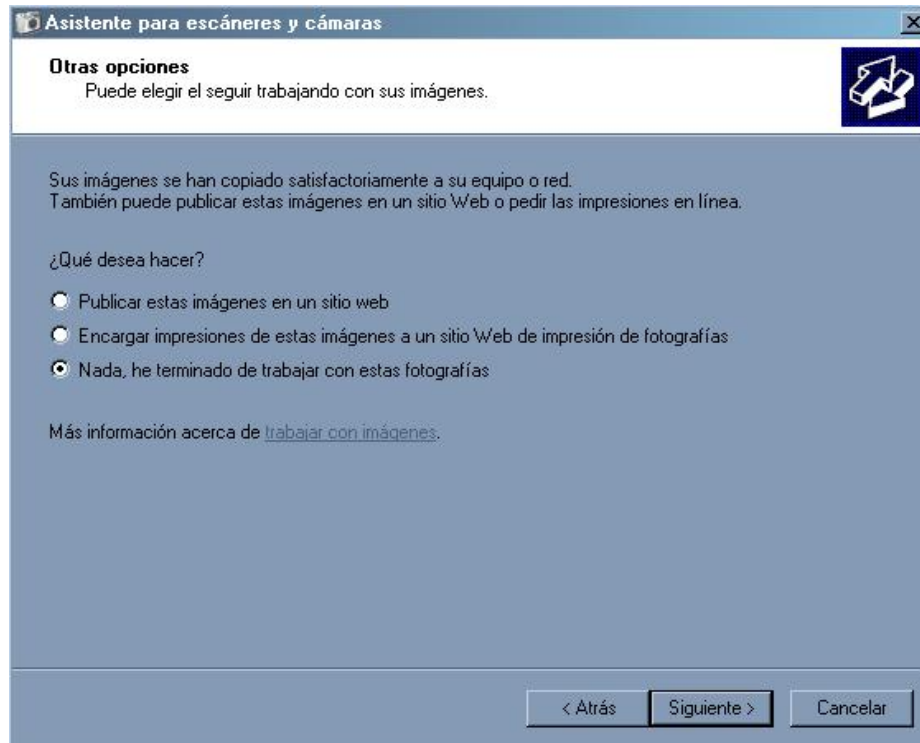 Asistente para escáneres y cámaras
Otras opciones
Puede elegir el seguir trabajando con sus imágenes.
Sus imágenes se han copiado satisfactoriamente a su equipo o red.
También puede publicar estas imágenes en un sitio Web o pedir las impresiones en línea.
¿Qué desea hacer?
Publicar estas imágenes en un sitio web
Encargar impresiones de estas imágenes a un sitio Web de impresión de fotografías
Nada, he terminado de trabajar con estas fotografías
Más información acerca de trabajar con imágenes.
< Atrás Siguiente > Cancelar